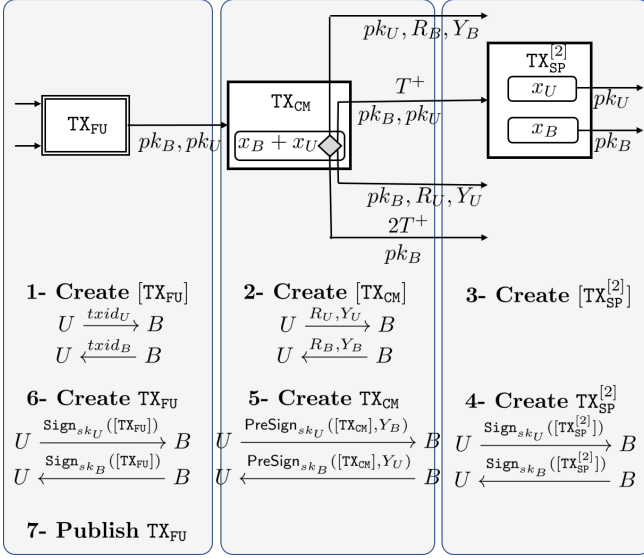 pk_U, R_B, Y_B
TX_SP^[2]
TX_CM
T^+
x_U
pk_U
TX_FU
pk_B, pk_U
x_B + x_U
pk_B, pk_U
x_B
pk_B
pk_B, R_U, Y_U
2T^+
pk_B
1- Create [TX_FU]
U txid_U → B
U txid_B ← B
2- Create [TX_CM]
U R_U,Y_U → B
U R_B,Y_B ← B
3- Create [TX_SP^[2]]
6- Create TX_FU
U Sign_sk_U([TX_FU]) → B
U Sign_sk_B([TX_FU]) ← B
5- Create TX_CM
U PreSign_sk_U([TX_CM],Y_B) → B
U PreSign_sk_B([TX_CM],Y_U) ← B
4- Create TX_SP^[2]
U Sign_sk_U([TX_SP^[2]]) → B
U Sign_sk_B([TX_SP^[2]]) ← B
7- Publish TX_FU